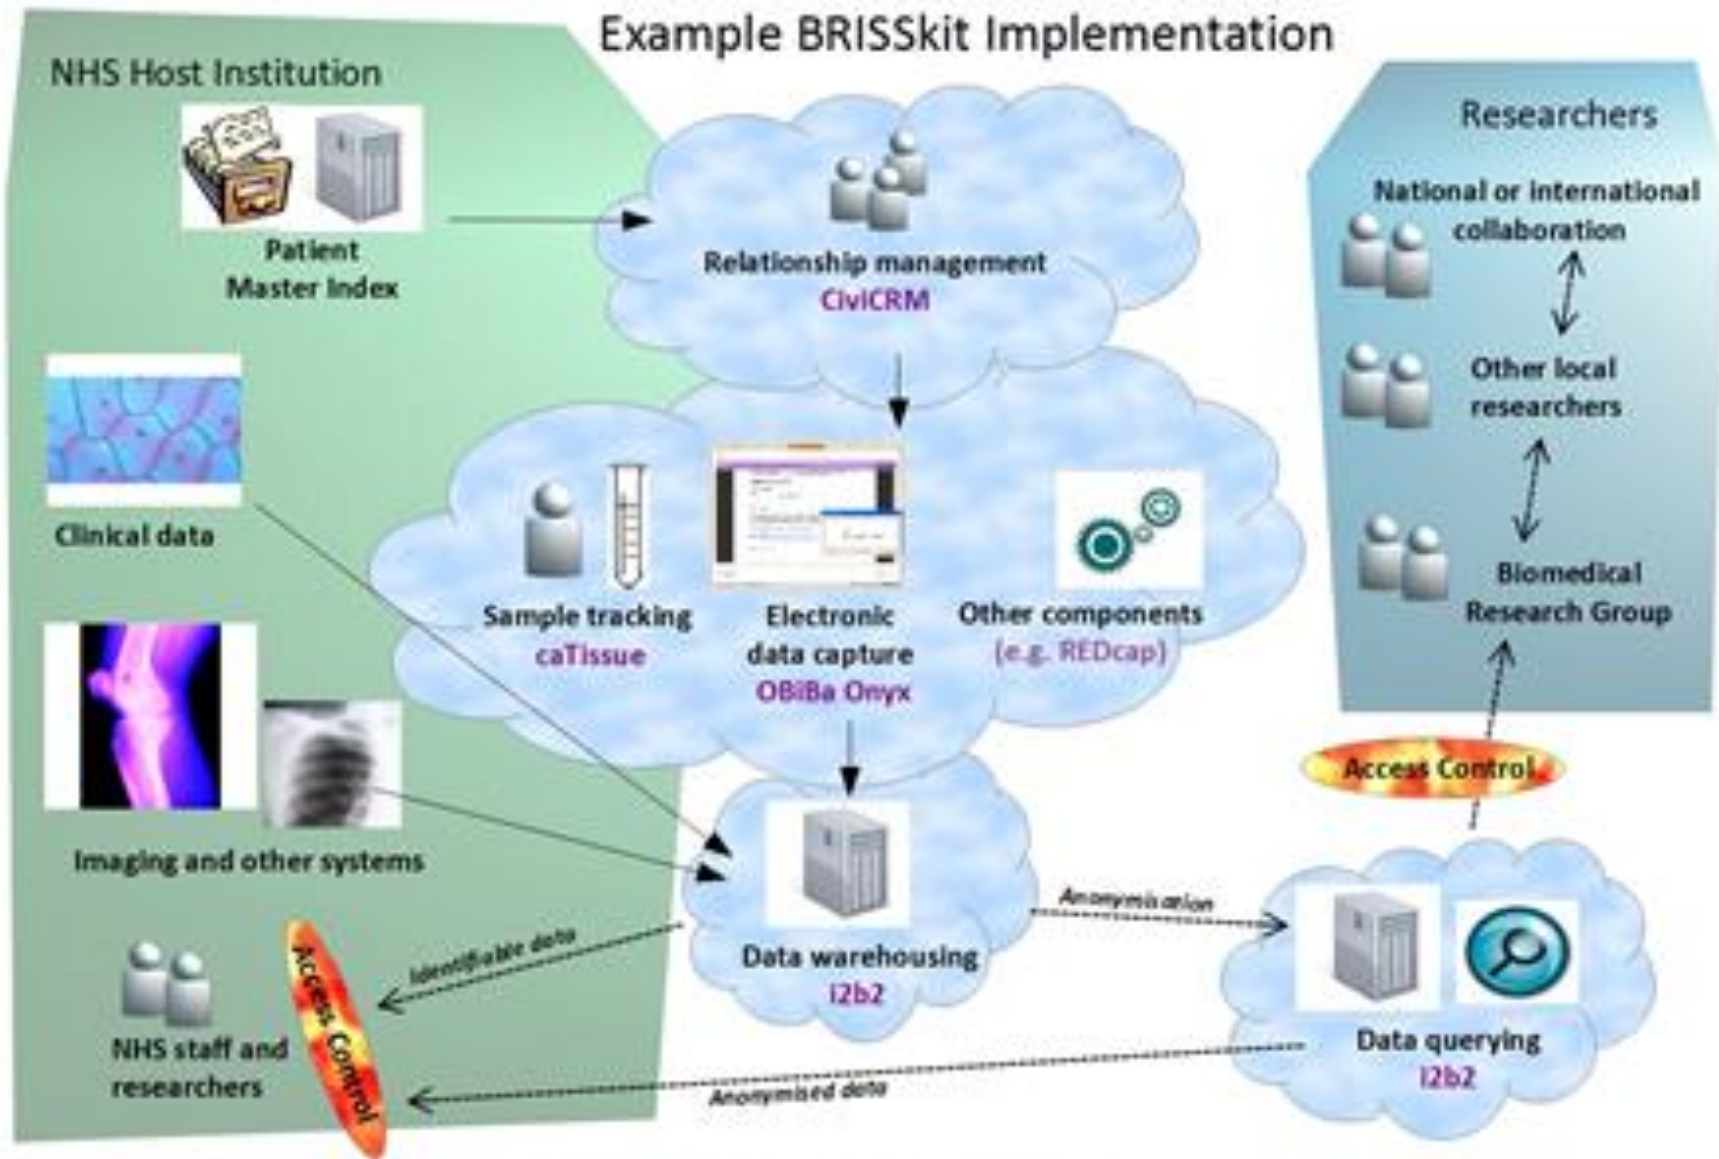 Example BRISSkit Implementation
NHS Host Institution
Patient
Master Index
Clinical data
Imaging and other systems
NHS staff and
researchers
Access Control
Relationship management
CiviCRM
Sample tracking
caTissue
Electronic
data capture
OBiBa Onyx
Other components
(e.g. REDcap)
Data warehousing
i2b2
Identifiable data
Anonymisation
Anonymised data
Data querying
i2b2
Access Control
Researchers
National or international
collaboration
Other local
researchers
Biomedical
Research Group